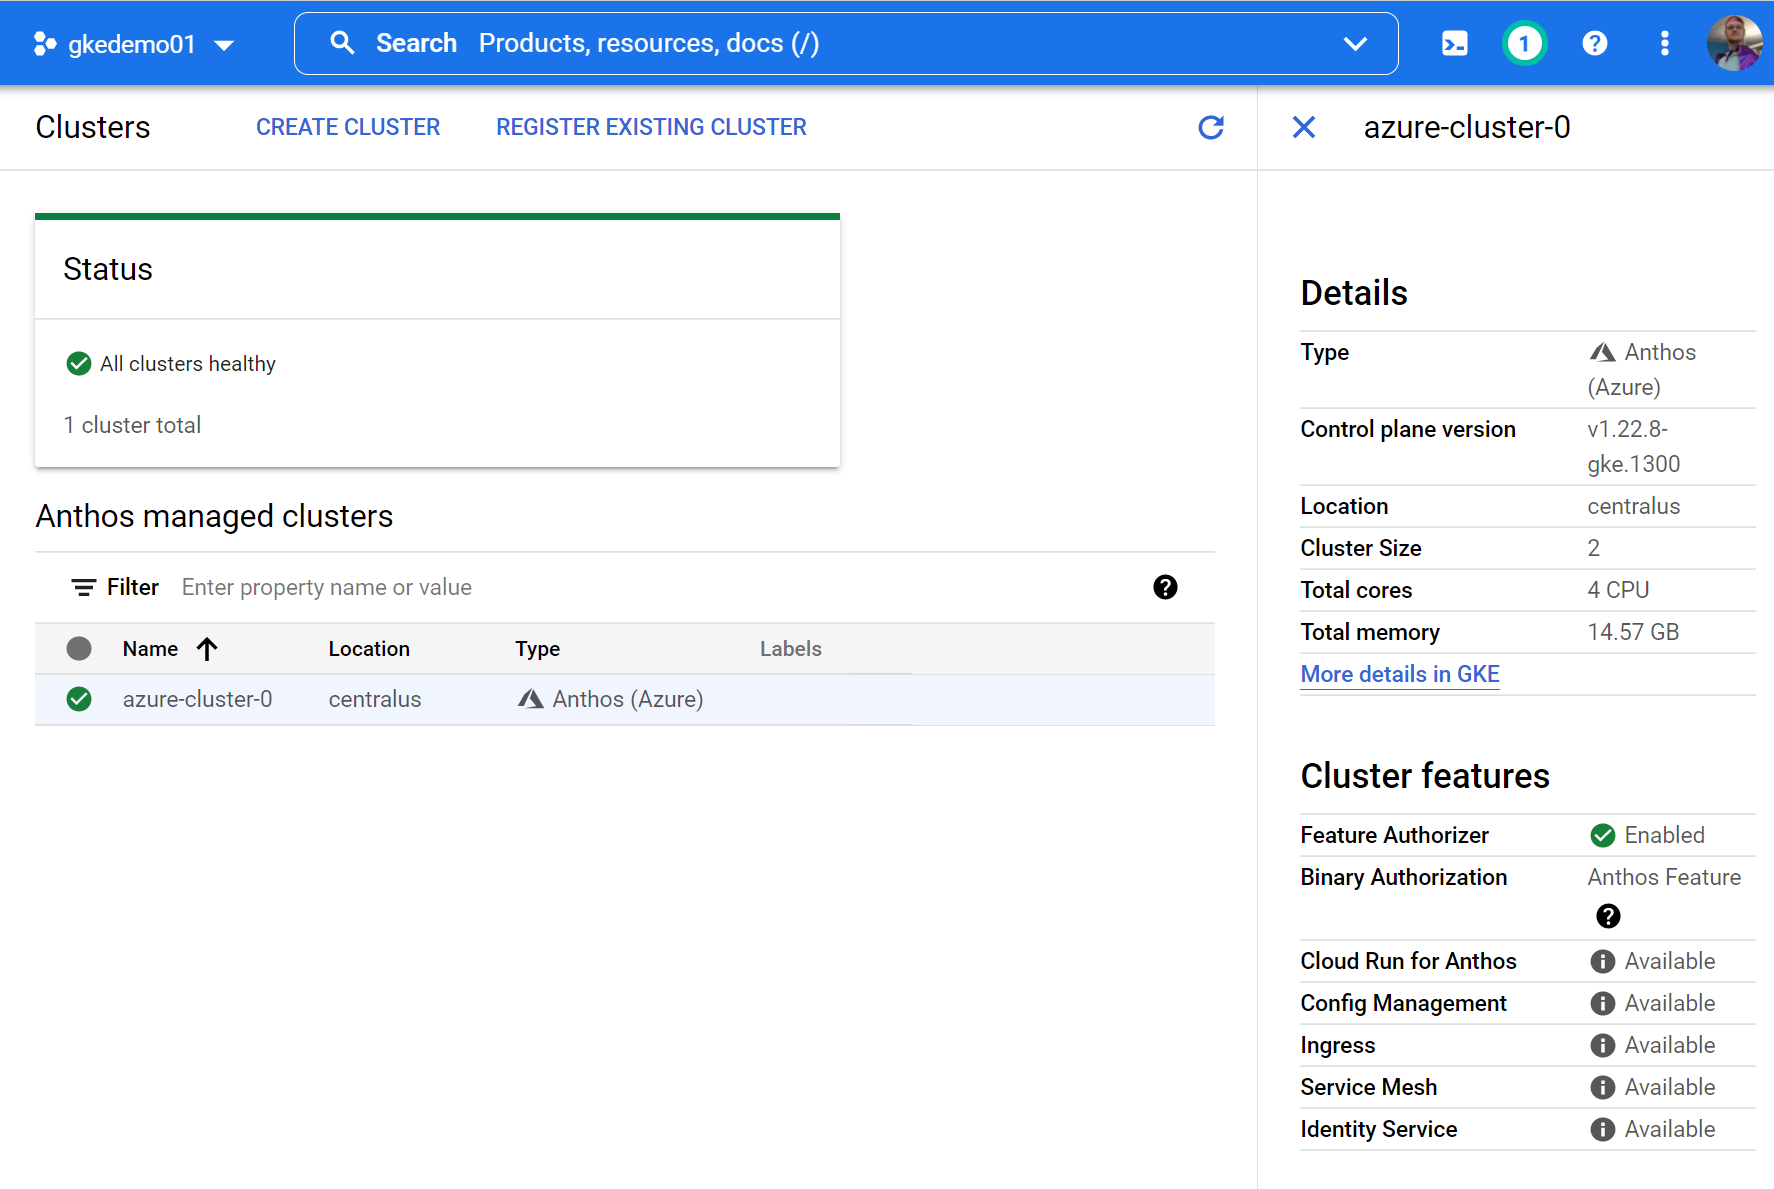 gkedemo01
Search Products, resources, docs (/)
1
Clusters
CREATE CLUSTER
REGISTER EXISTING CLUSTER
Status
All clusters healthy
1 cluster total
Anthos managed clusters
Filter Enter property name or value
Name Location Type Labels
azure-cluster-0 centralus Anthos (Azure)
azure-cluster-0
Details
Type Anthos
(Azure)
Control plane version v1.22.8-
gke.1300
Location centralus
Cluster Size 2
Total cores 4 CPU
Total memory 14.57 GB
More details in GKE
Cluster features
Feature Authorizer Enabled
Binary Authorization Anthos Feature
Cloud Run for Anthos Available
Config Management Available
Ingress Available
Service Mesh Available
Identity Service Available